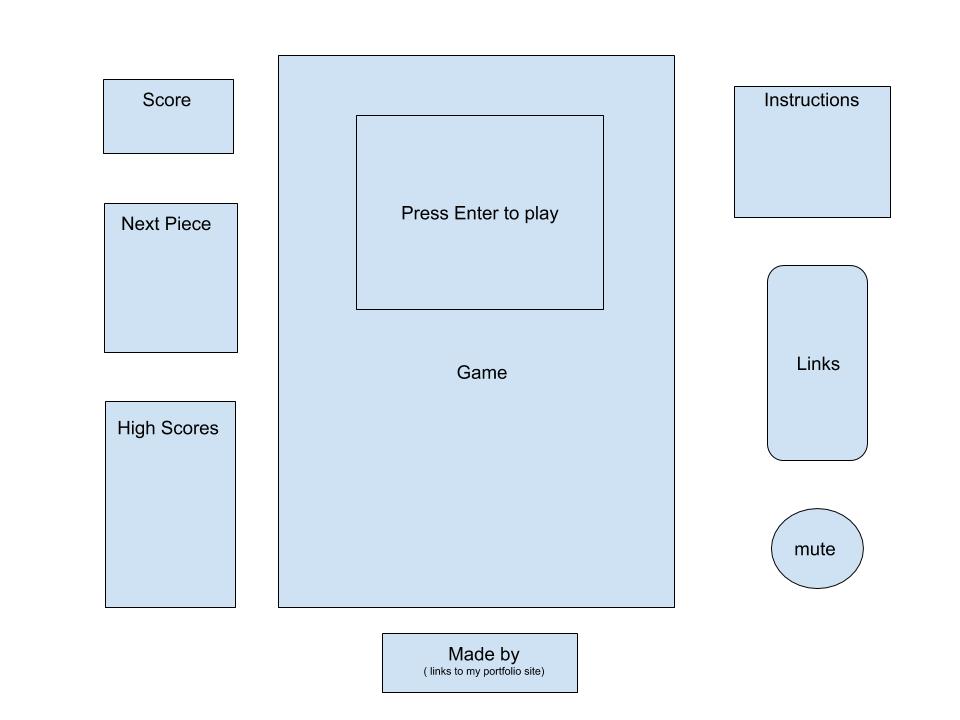 Score
Next Piece
High Scores
Press Enter to play
Game
Instructions
Links
mute
Made by
( links to my portfolio site)